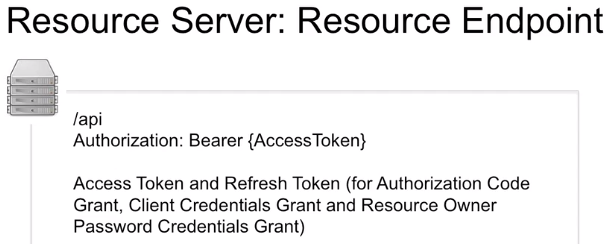 Resource Server: Resource Endpoint
/api
Authorization: Bearer {AccessToken}
Access Token and Refresh Token (for Authorization Code
Grant, Client Credentials Grant and Resource Owner
Password Credentials Grant)